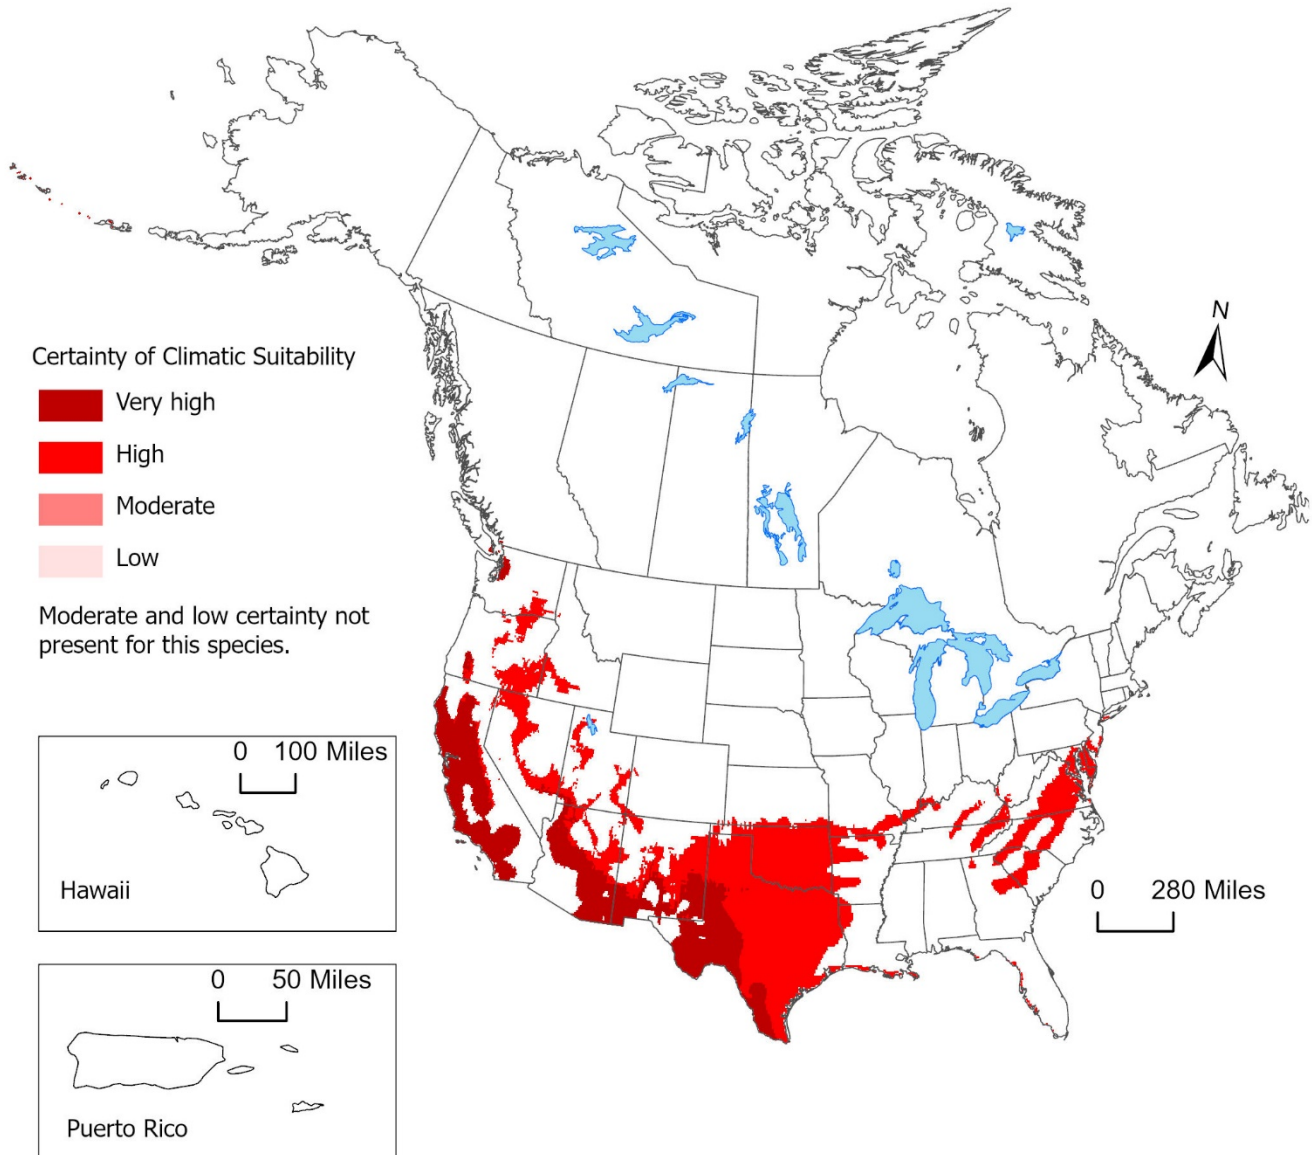 N
Certainty of Climatic Suitability
Very high
High
Moderate
Low
Moderate and low certainty not
present for this species.
0 100 Miles
Hawaii
0 280 Miles
0 50 Miles
Puerto Rico